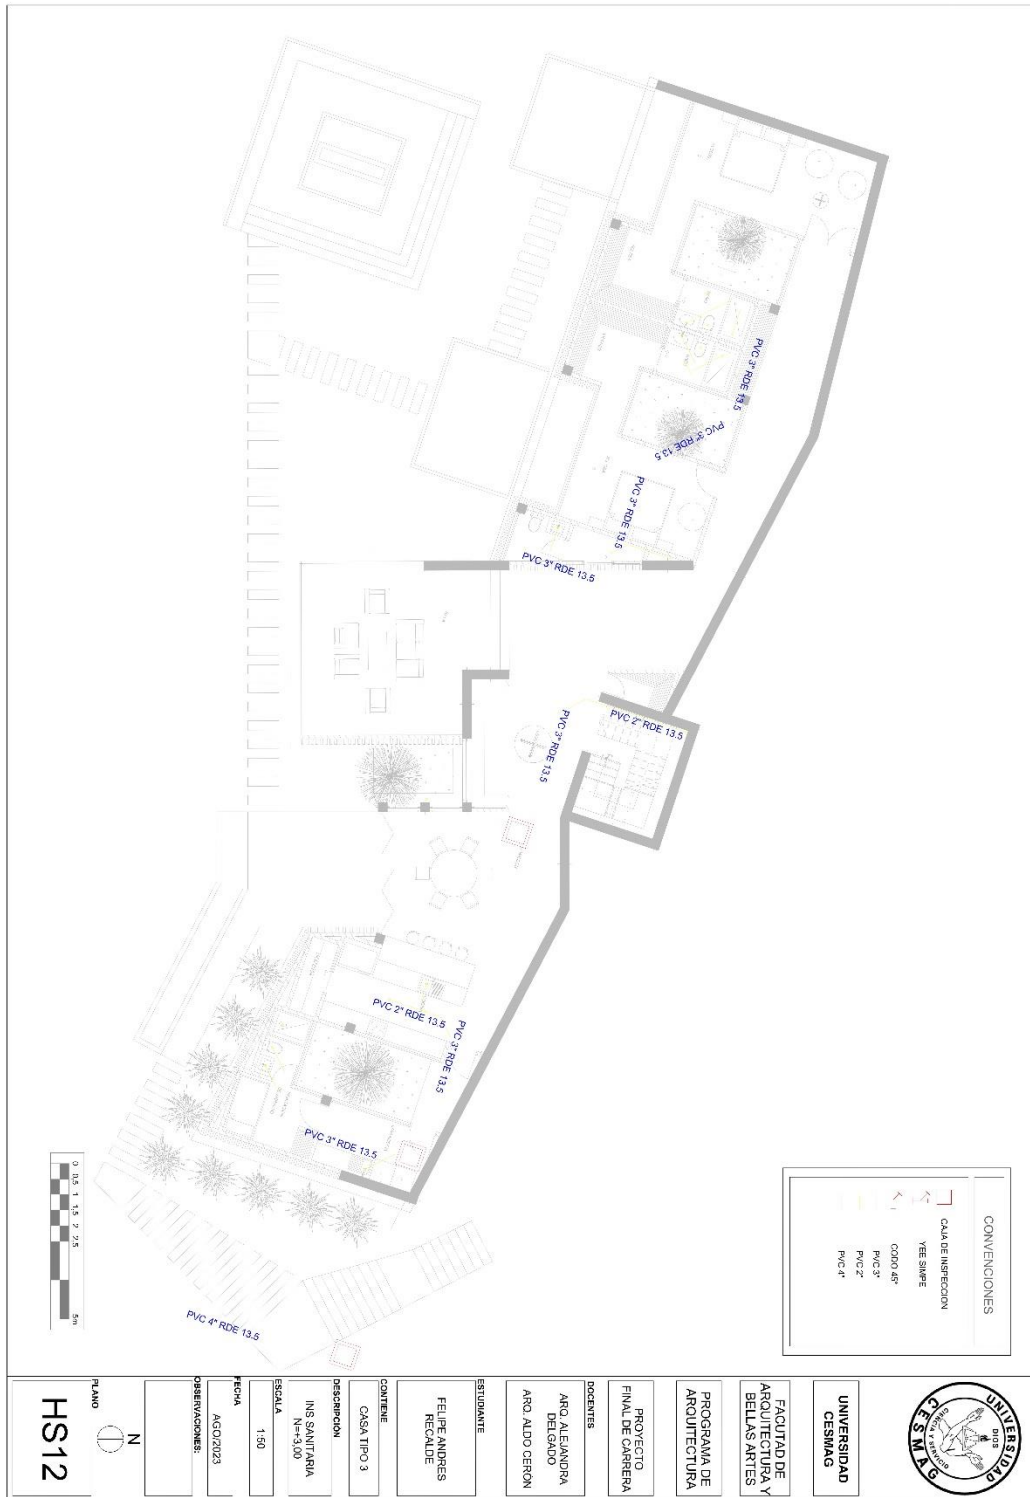 PVC 3" RDE 13.5
PVC 3" RDE 13.5
PVC 3" RDE 13.5
PVC 3" RDE 13.5
PVC 2" RDE 13.5
PVC 3" RDE 13.5
PVC 2" RDE 13.5
PVC 3" RDE 13.5
PVC 3" RDE 13.5
PVC 4" RDE 13.5
0 0,5 1 1,5 2 2,5 5m
CONVENCIONES
CAJA DE INSPECCION
YEE SIMPE
CODO 45°
PVC 3"
PVC 2"
PVC 4"
UNIVERSIDAD
CESMAG
DIOS
CIENCIA Y SERVICIO
UNIVERSIDAD
CESMAG
FACUTAD DE
ARQUITECTURA Y
BELLAS ARTES
PROGRAMA DE
ARQUITECTURA
PROYECTO
FINAL DE CARRERA
DOCENTES
ARQ. ALEJANDRA
DELGADO
ARQ. ALDO CERÓN
ESTUDIANTE
FELIPE ANDRES
RECALDE
CONTIENE
CASA TIPO 3
DESCRIPCIÓN
INS SANITARIA
N=+3,00
ESCALA
1:50
FECHA
AGO/2023
OBSERVACIONES:
N
PLANO
HS12